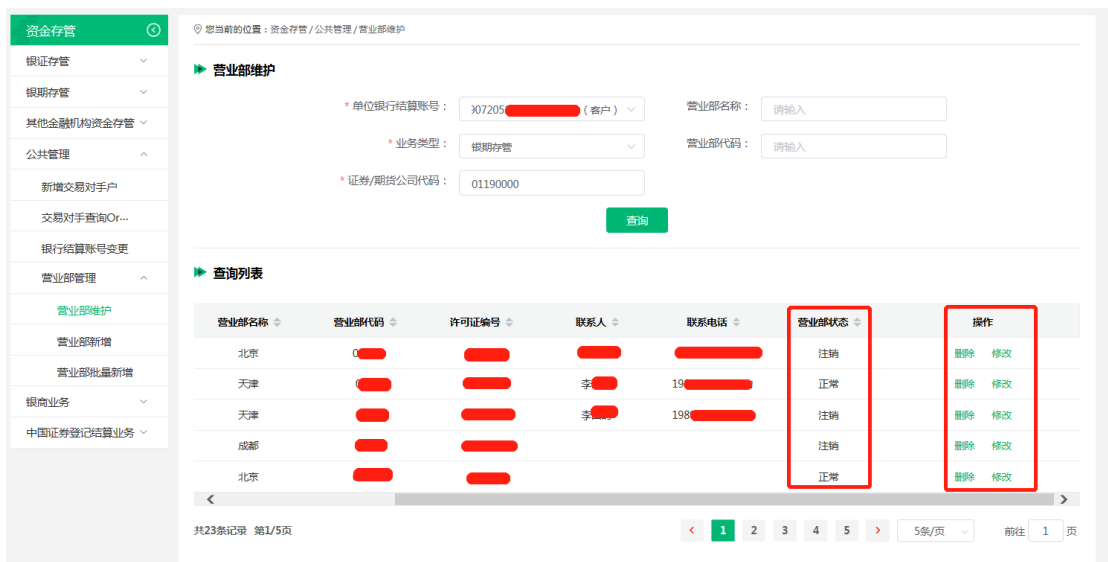 资金存管
银证存管
银期存管
其他金融机构资金存管
公共管理
新增交易对手户
交易对手查询Or···
银行结算账号变更
营业部管理
营业部维护
营业部新增
营业部批量新增
银商业务
中国证券登记结算业务
您当前的位置：资金存管/公共管理/营业部维护
营业部维护
* 单位银行结算账号： (客户) 营业部名称： 请输入
* 业务类型： 银期存管 营业部代码： 请输入
* 证券/期货公司代码： 01190000
查询
查询列表
营业部名称 营业部代码 许可证编号 联系人 联系电话 营业部状态 操作
北京 0 注销 删除 修改
天津 李 19 正常 删除 修改
天津 李 198 注销 删除 修改
成都 注销 删除 修改
北京 正常 删除 修改
共23条记录 第1/5页 < 1 2 3 4 5 > 5条/页 前往 1 页